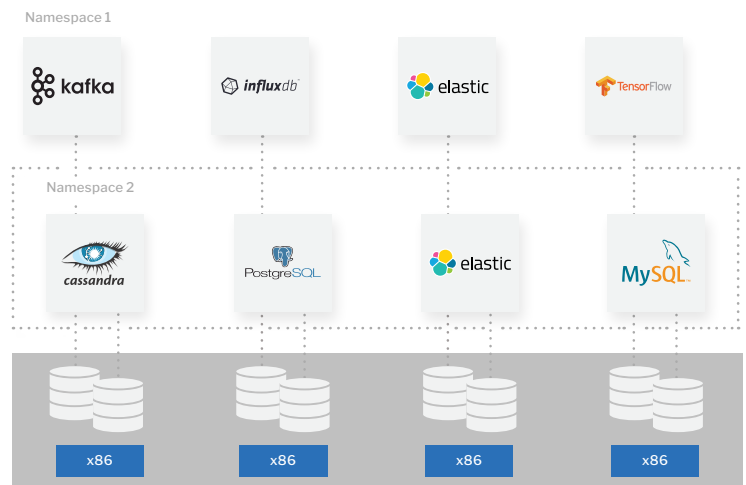 Namespace 1
kafka
influxdb
elastic
TensorFlow
Namespace 2
cassandra
PostgreSQL
elastic
MySQL
x86
x86
x86
x86